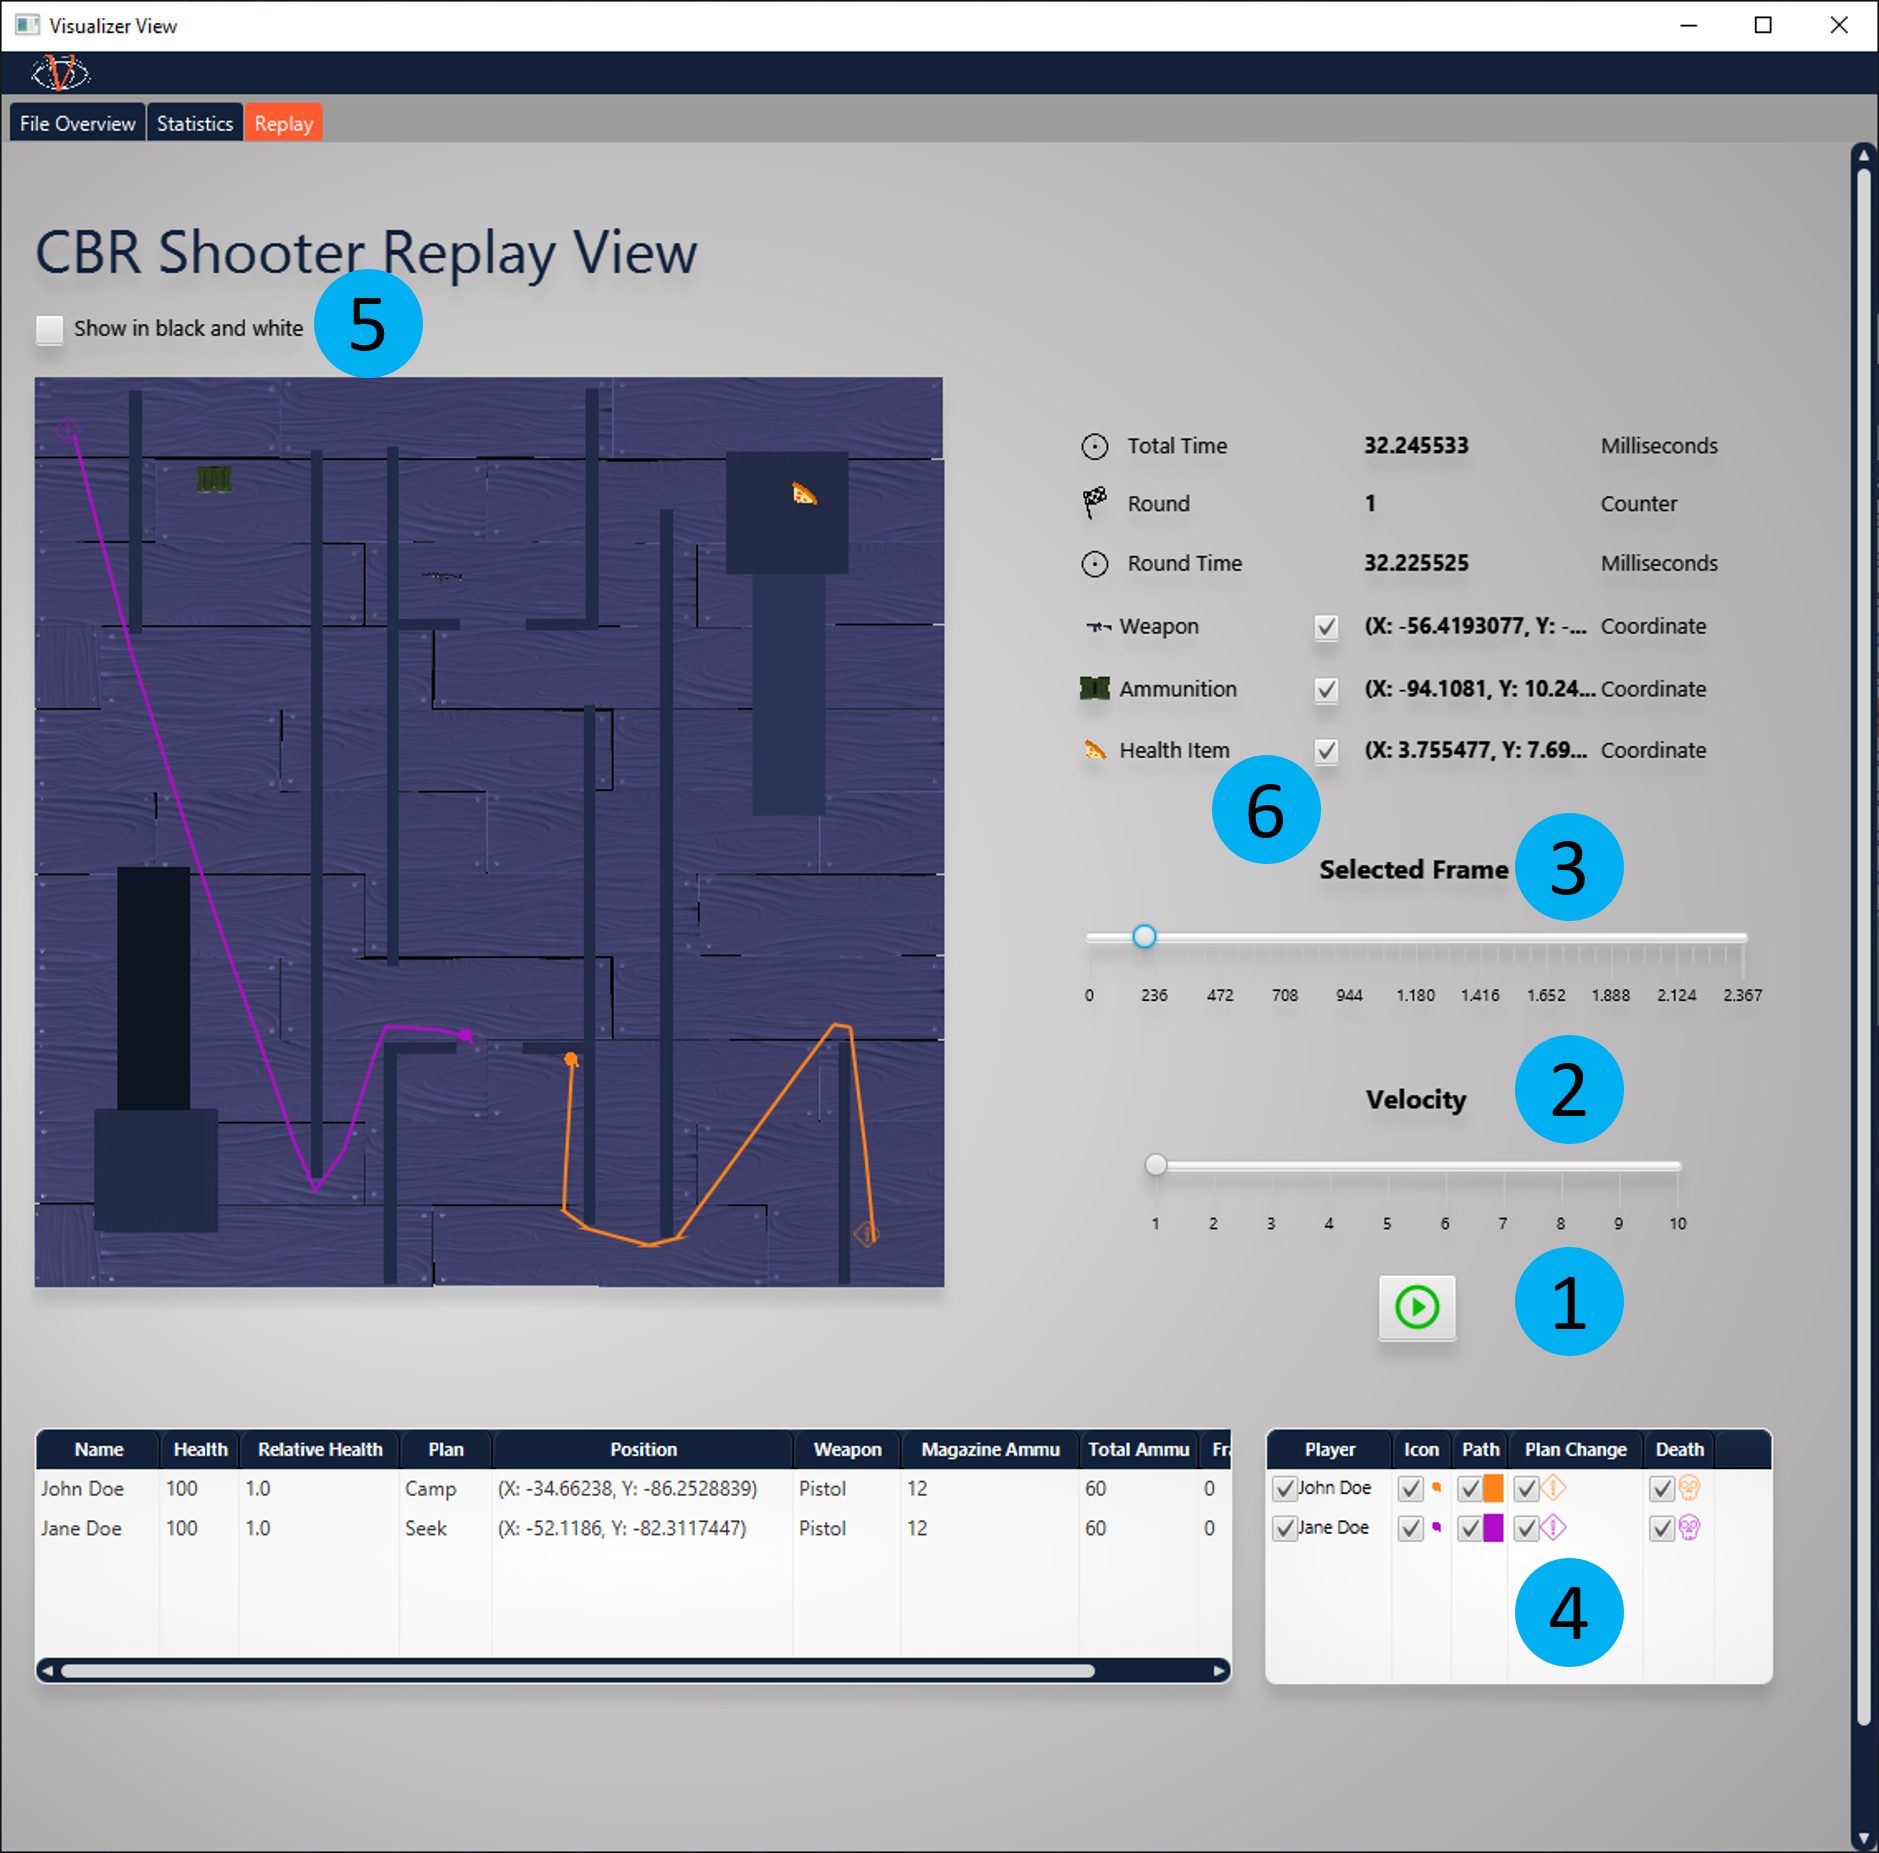 Visualizer View
File Overview Statistics Replay
CBR Shooter Replay View
Show in black and white 5
Total Time 32.245533 Milliseconds
Round 1 Counter
Round Time 32.225525 Milliseconds
Weapon (X: -56.4193077, Y: -... Coordinate
Ammunition (X: -94.1081, Y: 10.24... Coordinate
Health Item (X: 3.755477, Y: 7.69... Coordinate
6
Selected Frame 3
0 236 472 708 944 1.180 1.416 1.652 1.888 2.124 2.367
Velocity 2
1 2 3 4 5 6 7 8 9 10
1
Name Health Relative Health Plan Position Weapon Magazine Ammu Total Ammu Fr
John Doe 100 1.0 Camp (X: -34.66238, Y: -86.2528839) Pistol 12 60 0
Jane Doe 100 1.0 Seek (X: -52.1186, Y: -82.3117447) Pistol 12 60 0
Player Icon Path Plan Change Death
John Doe
Jane Doe
4